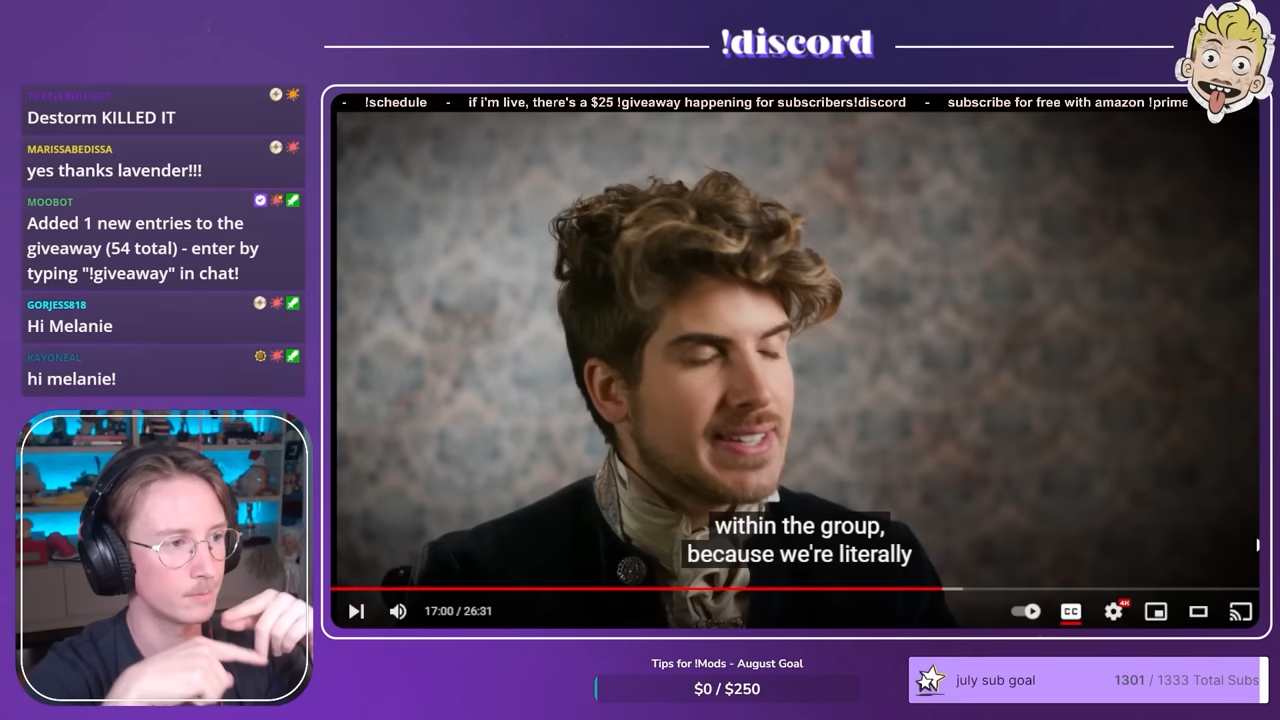 !discord
- !schedule - if i'm live, there's a $25 !giveaway happening for subscribers!discord - subscribe for free with amazon !prime
Destorm KILLED IT
MARISSABEDISSA
yes thanks lavender!!!
MOOBOT
Added 1 new entries to the
giveaway (54 total) - enter by
typing "!giveaway" in chat!
GORJESS818
Hi Melanie
KAYONEAL
hi melanie!
within the group,
because we're literally
17:00 / 26:31
CC
4K
Tips for !Mods - August Goal
$0 / $250
july sub goal
1301 / 1333 Total Subs